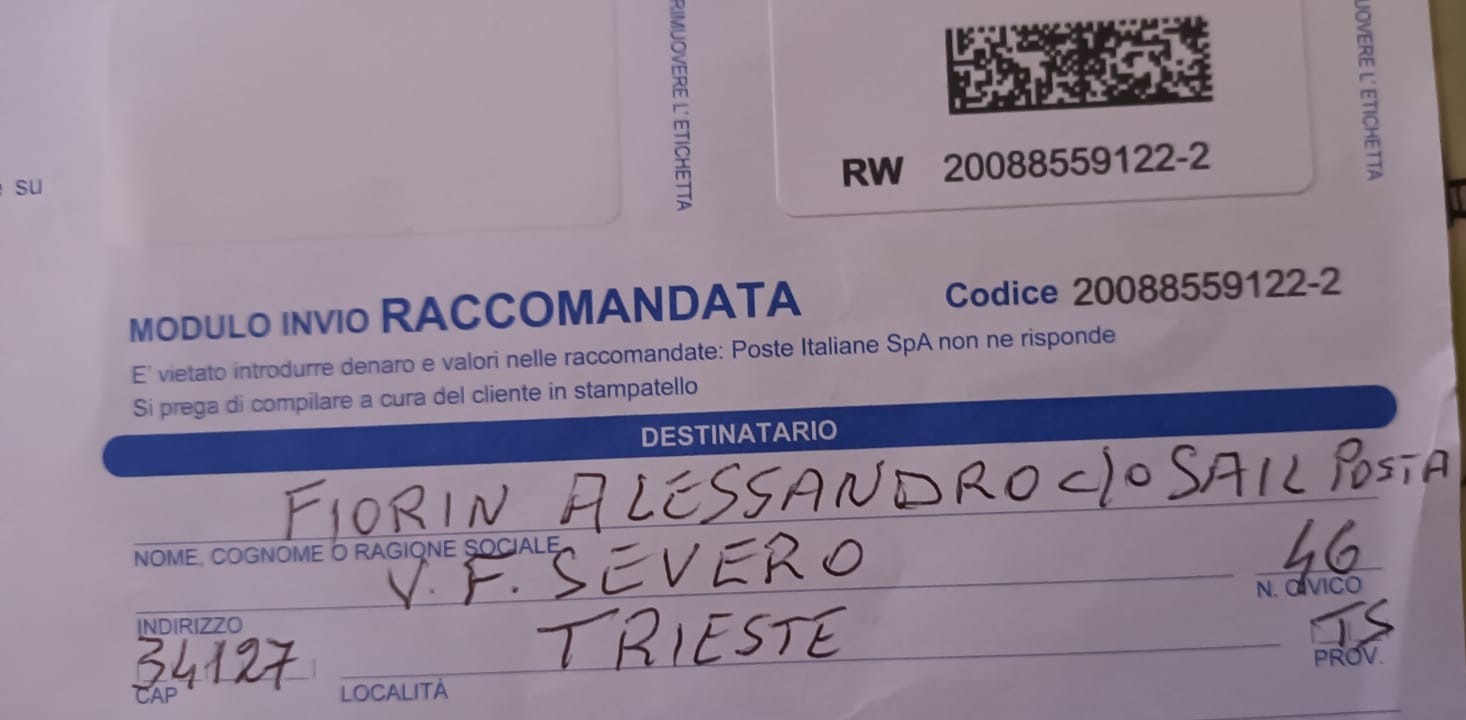 su
RIMUOVERE L'ETICHETTA
RW 20088559122-2
UOVERE L'ETICHETTA
MODULO INVIO RACCOMANDATA
Codice 20088559122-2
E' vietato introdurre denaro e valori nelle raccomandate: Poste Italiane SpA non ne risponde
Si prega di compilare a cura del cliente in stampatello
DESTINATARIO
FIORIN ALESSANDRO c/o SAIL POSTA
NOME, COGNOME O RAGIONE SOCIALE
V. F. SEVERO 46
INDIRIZZO N. CIVICO
34127 TRIESTE TS
CAP LOCALITÀ PROV.